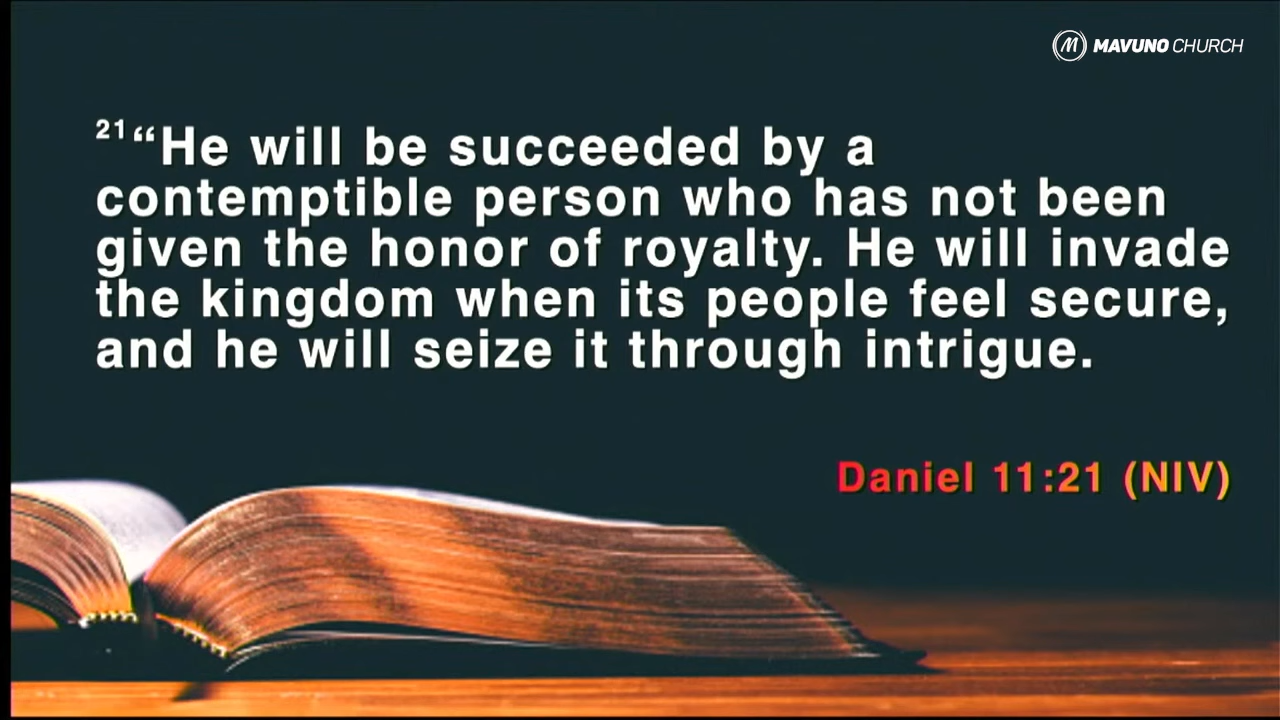 MAVUNO CHURCH
21 “He will be succeeded by a
contemptible person who has not been
given the honor of royalty. He will invade
the kingdom when its people feel secure,
and he will seize it through intrigue.
Daniel 11:21 (NIV)